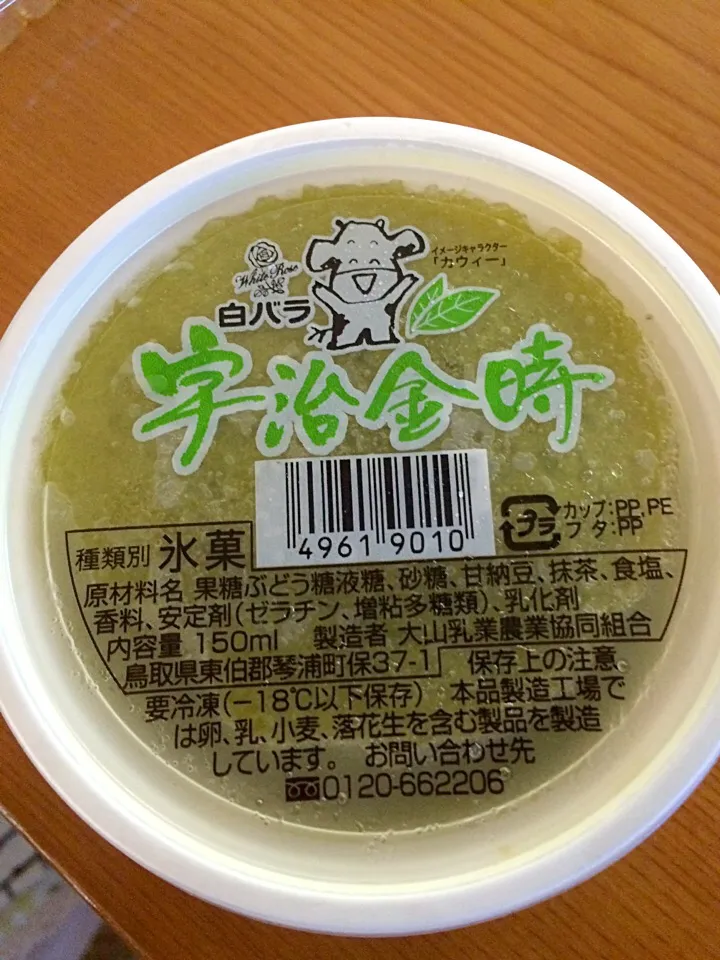 White Rose
白バラ
イメージキャラクター
「カウィー」
宇治金時
4961 9010
プラ
カップ:PP,PE
フタ:PP
種類別 氷菓
原材料名 果糖ぶどう糖液糖、砂糖、甘納豆、抹茶、食塩、
香料、安定剤(ゼラチン、増粘多糖類)、乳化剤
内容量 150ml 製造者 大山乳業農業協同組合
鳥取県東伯郡琴浦町保37-1 保存上の注意
要冷凍(-18℃以下保存) 本品製造工場で
は卵、乳、小麦、落花生を含む製品を製造
しています。 お問い合わせ先
0120-662206